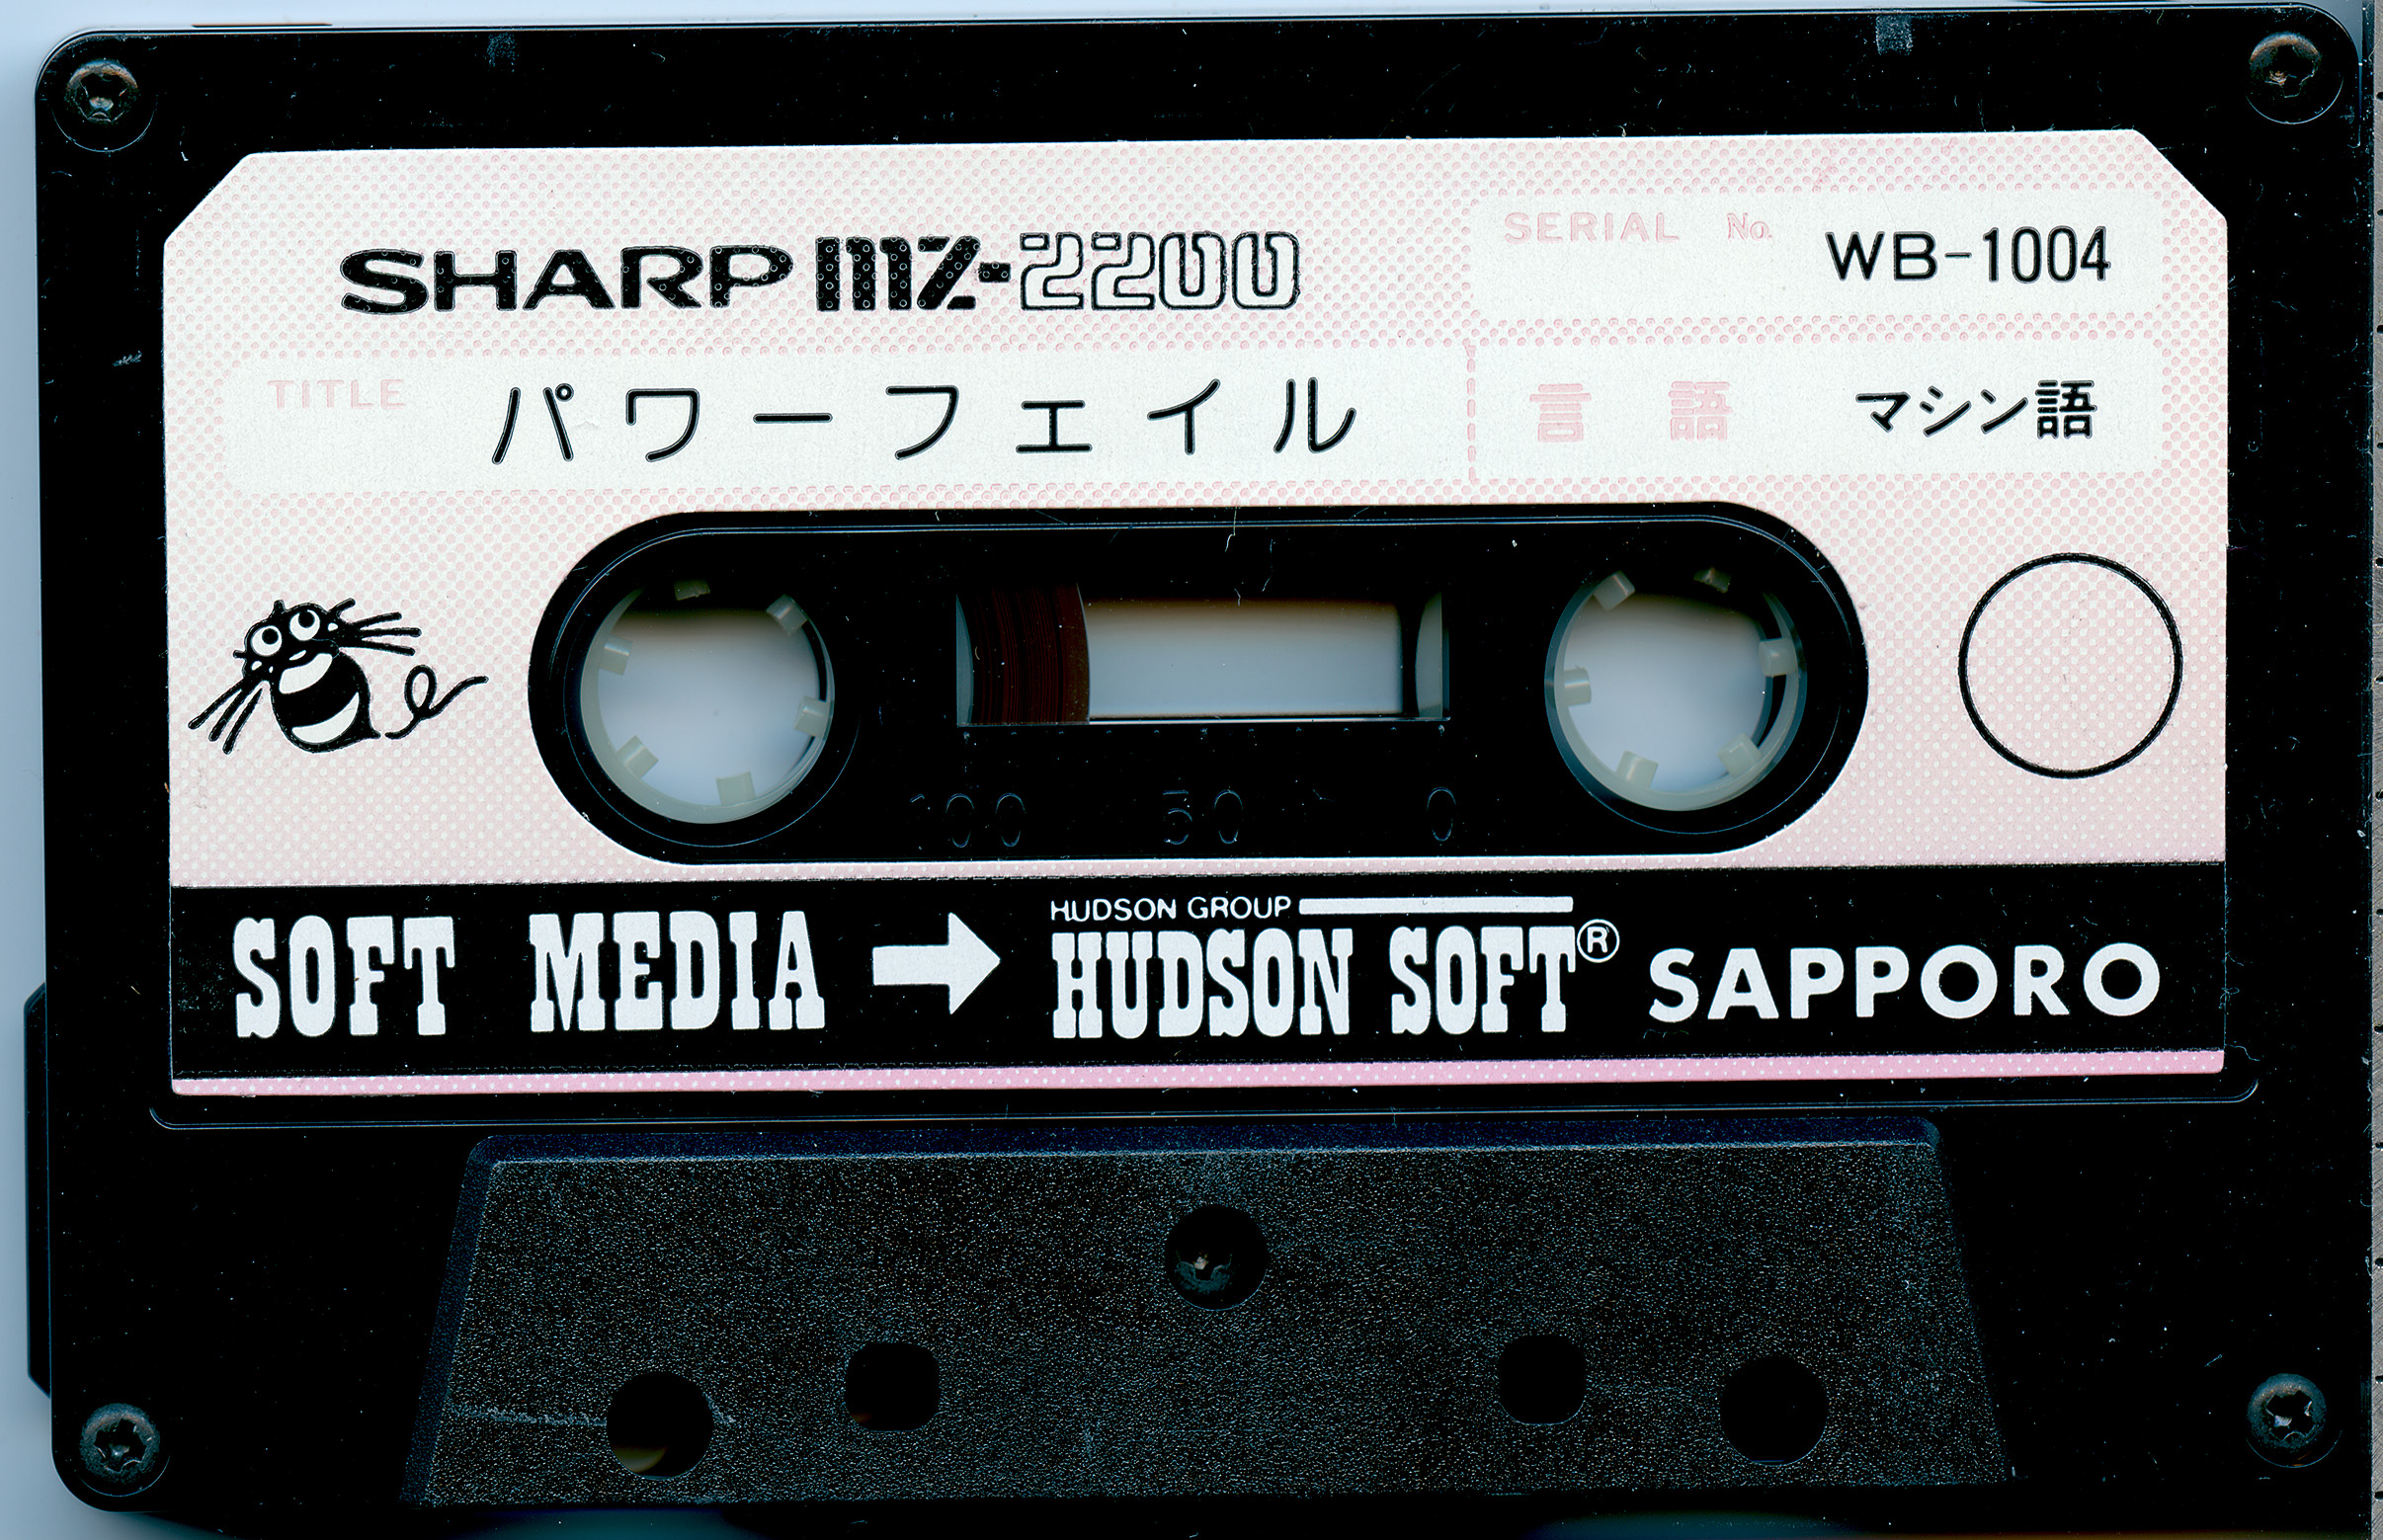 SHARP MZ-2200
SERIAL No. WB-1004
TITLE パワーフェイル
言語 マシン語
100 50 0
SOFT MEDIA → HUDSON GROUP
HUDSON SOFT® SAPPORO